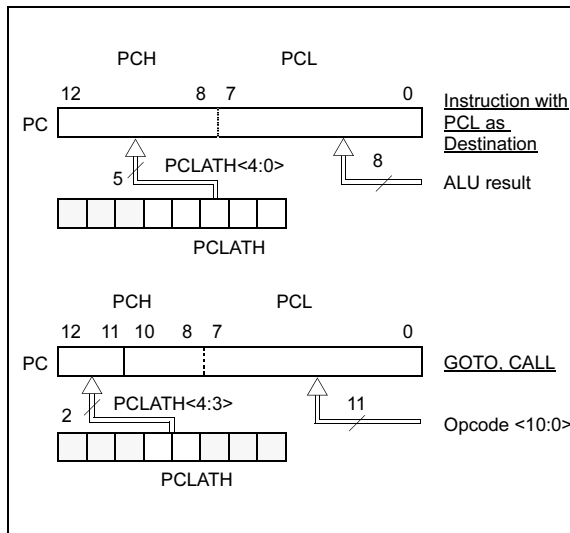 PCH PCL
12 8 7 0
PC
Instruction with
PCL as
Destination
PCLATH<4:0>
5
8
ALU result
PCLATH
PCH PCL
12 11 10 8 7 0
PC
GOTO, CALL
PCLATH<4:3>
2
11
Opcode <10:0>
PCLATH